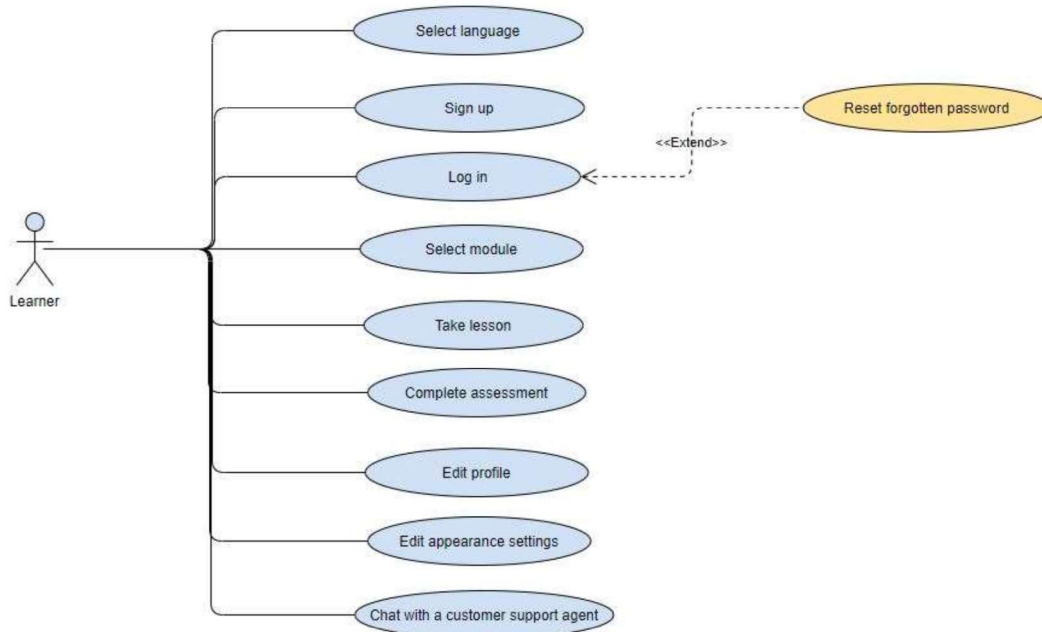 Select language
Sign up
Reset forgotten password
<<Extend>>
Log in
Select module
Learner
Take lesson
Complete assessment
Edit profile
Edit appearance settings
Chat with a customer support agent